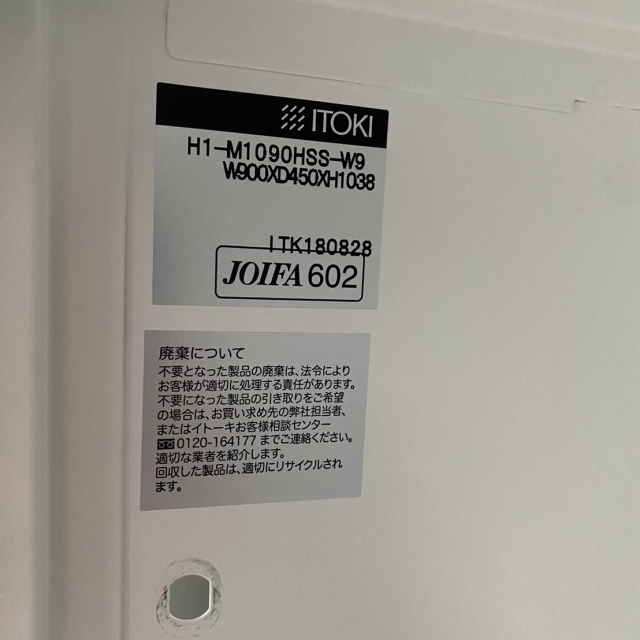 ITOKI
H1-M1090HSS-W9
W900XD450XH1038
ITK180828
JOIFA 602
廃棄について
不要となった製品の廃棄は、法令により
お客様が適切に処理する責任があります。
不要になった製品の引き取りをご希望
の場合は、お買い求め先の弊社担当者、
またはイトーキお客様相談センター
0120-164177 までご連絡ください。
適切な業者を紹介します。
回収した製品は、適切にリサイクルされ
ます。